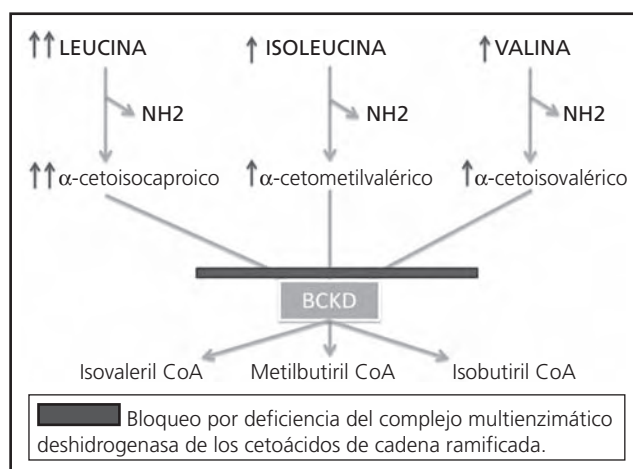 ↑↑ LEUCINA
↑ ISOLEUCINA
↑ VALINA
NH2
NH2
NH2
↑↑ α-cetoisocaproico
↑ α-cetometilvalérico
↑ α-cetoisovalérico
BCKD
Isovaleril CoA
Metilbutiril CoA
Isobutiril CoA
Bloqueo por deficiencia del complejo multienzimático
deshidrogenasa de los cetoácidos de cadena ramificada.